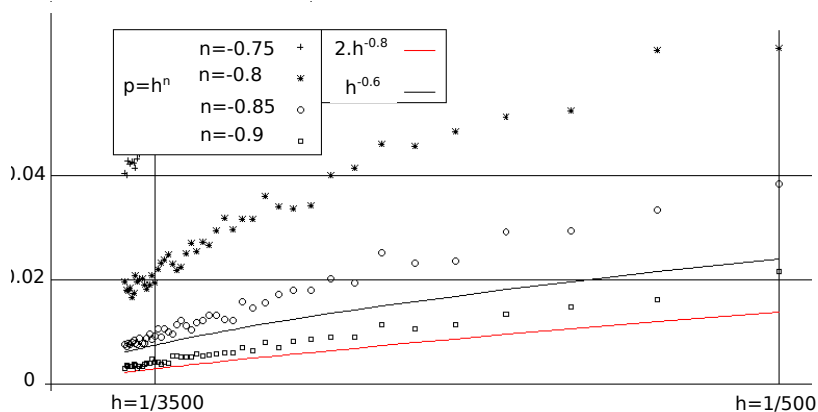 n=-0.75
2.h^-0.8
n=-0.8
p=hⁿ
h^-0.6
n=-0.85
n=-0.9
0.04
0.02
0
h=1/3500
h=1/500